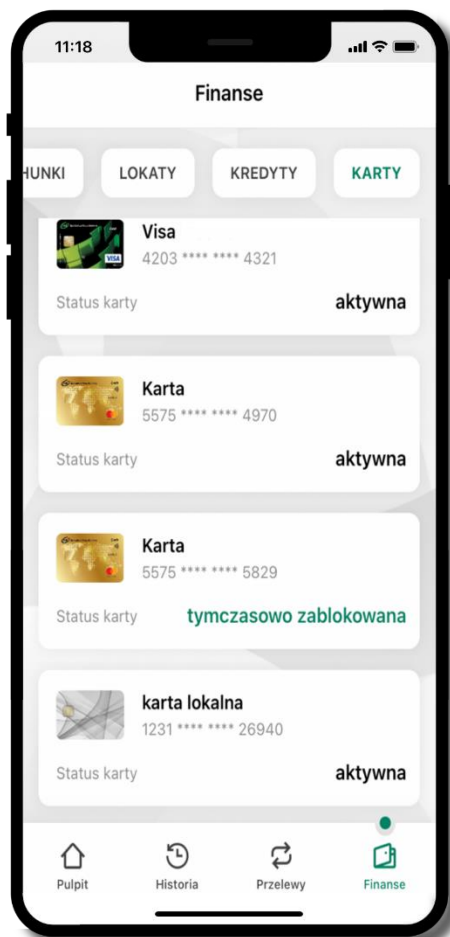 11:18
Finanse
HUNKI LOKATY KREDYTY KARTY
VISA
Visa
4203 **** **** 4321
Status karty aktywna
Karta
5575 **** **** 4970
Status karty aktywna
Karta
5575 **** **** 5829
Status karty tymczasowo zablokowana
karta lokalna
1231 **** **** 26940
Status karty aktywna
Pulpit Historia Przelewy Finanse